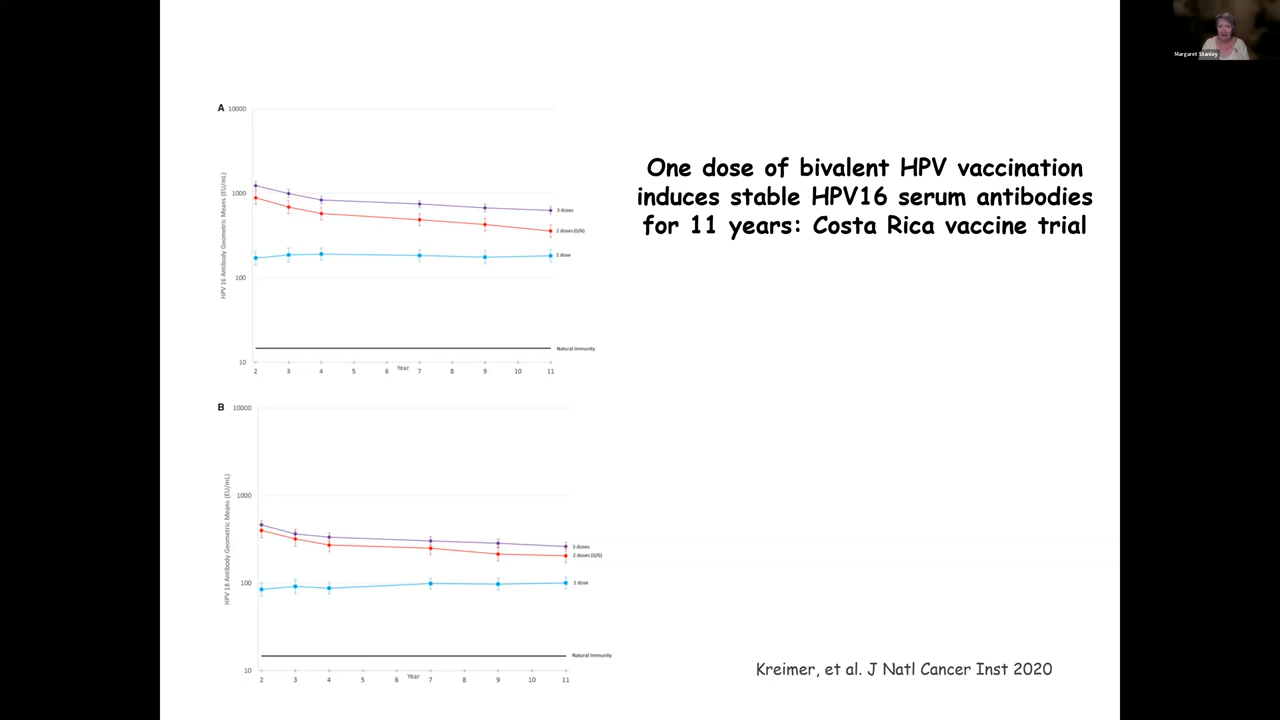 Margaret Stanley
One dose of bivalent HPV vaccination
induces stable HPV16 serum antibodies
for 11 years: Costa Rica vaccine trial
A
10000
1000
100
10
HPV 16 Antibody Geometric Means (EU/mL)
3 doses
2 doses (0/6)
1 dose
Natural Immunity
2 3 4 5 6 7 8 9 10 11
Year
B
10000
1000
100
10
HPV 18 Antibody Geometric Means (EU/mL)
3 doses
2 doses (0/6)
1 dose
Natural Immunity
2 3 4 5 6 7 8 9 10 11
Year
Kreimer, et al. J Natl Cancer Inst 2020